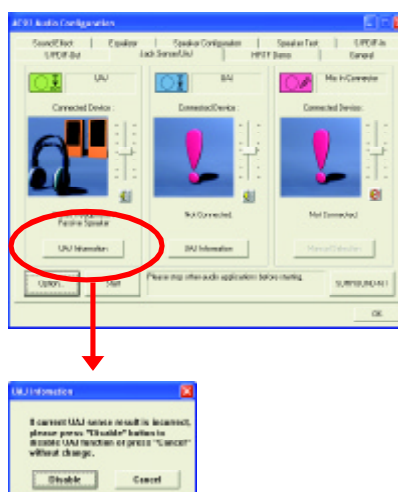 AC97 Audio Configuration
Sound Effect Equalizer Speaker Configuration Speaker Test S/PDIF-In
S/PDIF-Out Jack Sense/UAJ HRTF Demo General
UAJ UAJ Mic In Connector
Connected Device : Connected Device : Connected Device:
Passive Speaker Not Connected. Not Connected.
UAJ Information UAJ Information Manual Selection
Option... Start Please stop other audio applications before starting. SURROUND-KIT
OK
UAJ Information
If current UAJ sense result is incorrect,
please press "Disable" button to
disable UAJ function or press "Cancel"
without change.
Disable Cancel